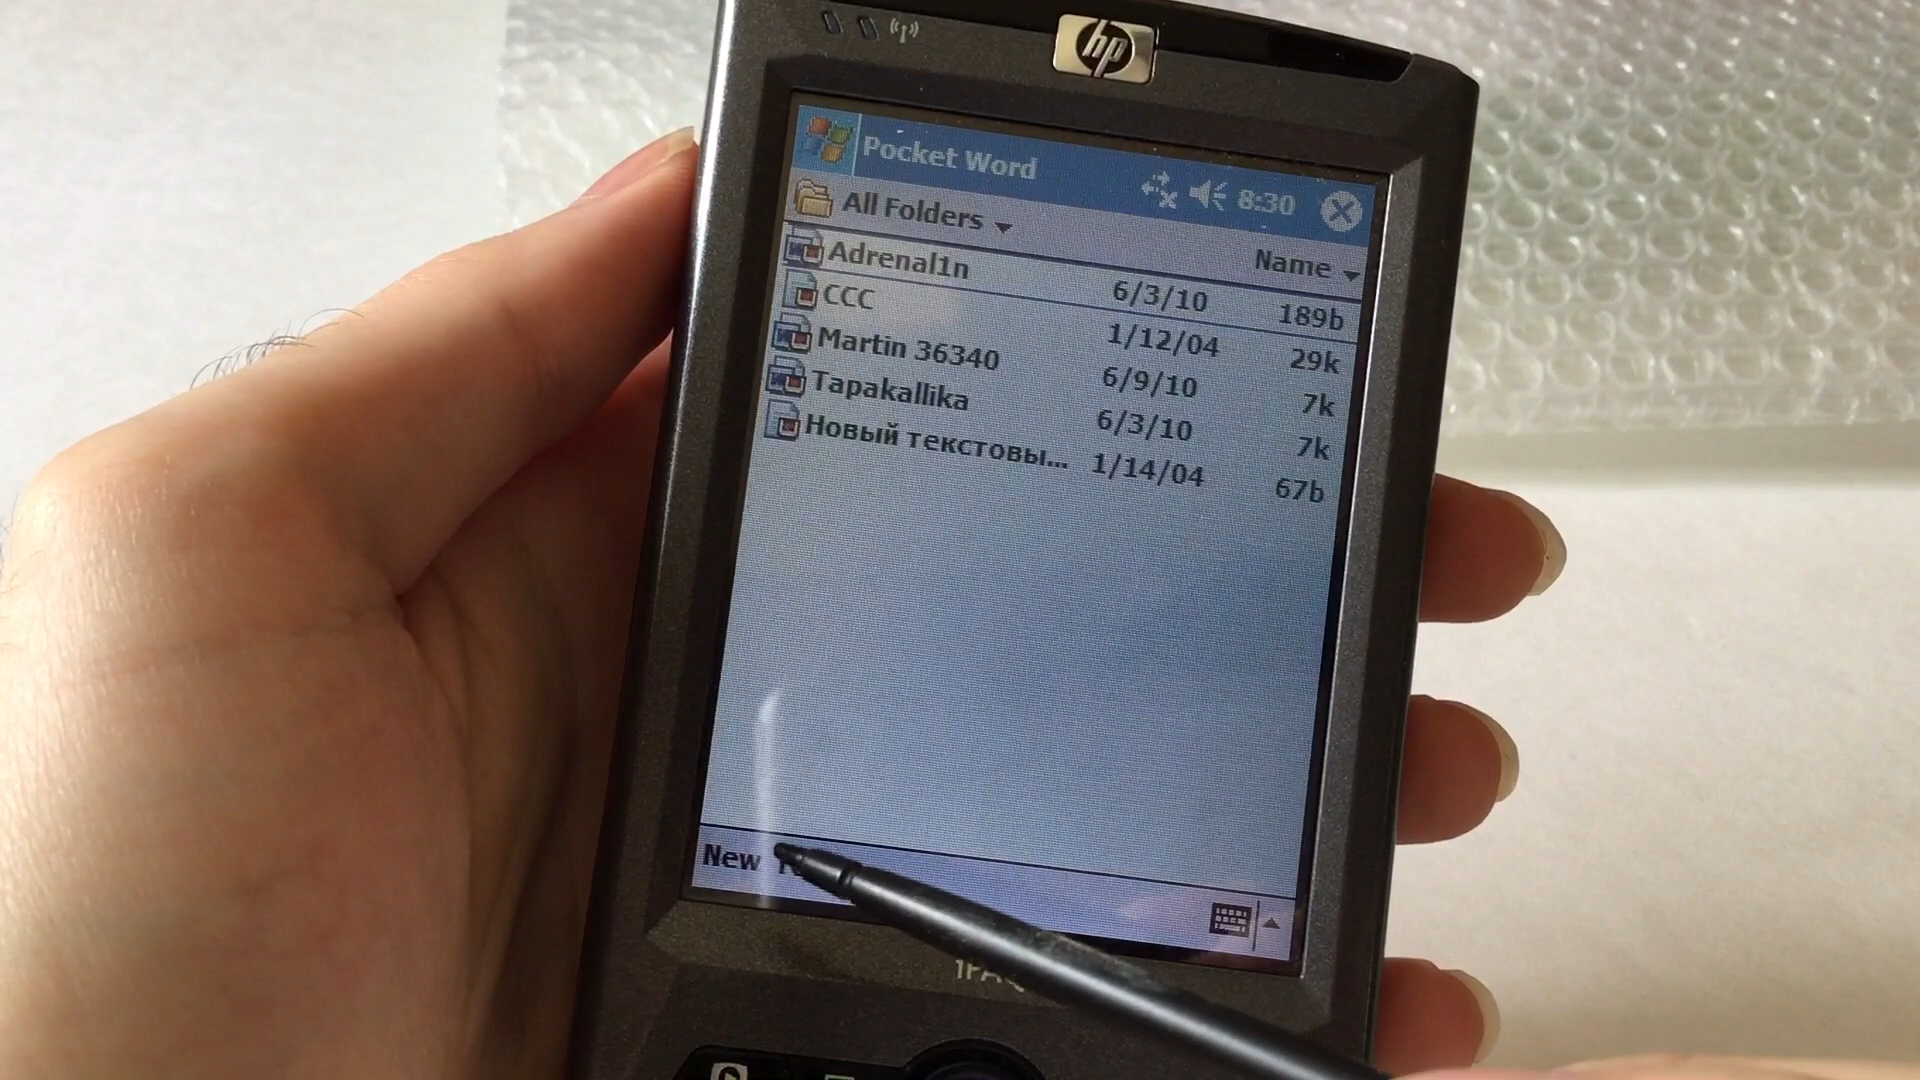 hp
Pocket Word 8:30
All Folders Name
Adrenal1n 6/3/10 189b
CCC 1/12/04 29k
Martin 36340 6/9/10 7k
Tapakallika 6/3/10 7k
Новый текстовы... 1/14/04 67b
New
iPAQ